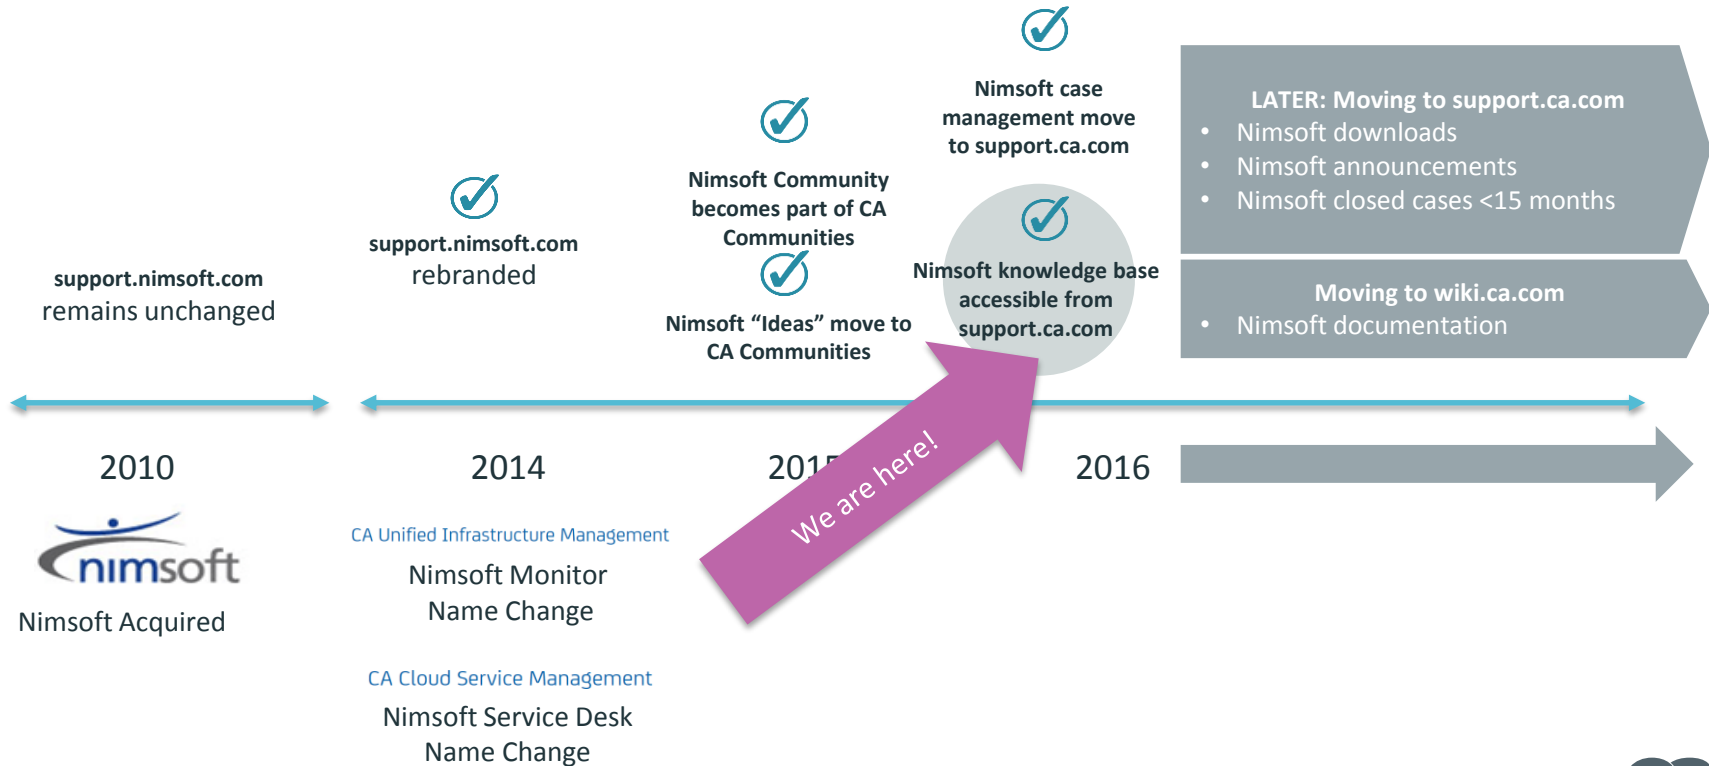 support.nimsoft.com
remains unchanged
support.nimsoft.com
rebranded
Nimsoft Community
becomes part of CA
Communities
Nimsoft “Ideas” move to
CA Communities
Nimsoft case
management move
to support.ca.com
Nimsoft knowledge base
accessible from
support.ca.com
LATER: Moving to support.ca.com
• Nimsoft downloads
• Nimsoft announcements
• Nimsoft closed cases <15 months
Moving to wiki.ca.com
• Nimsoft documentation
We are here!
2010
2014
2015
2016
nimsoft
Nimsoft Acquired
CA Unified Infrastructure Management
Nimsoft Monitor
Name Change
CA Cloud Service Management
Nimsoft Service Desk
Name Change